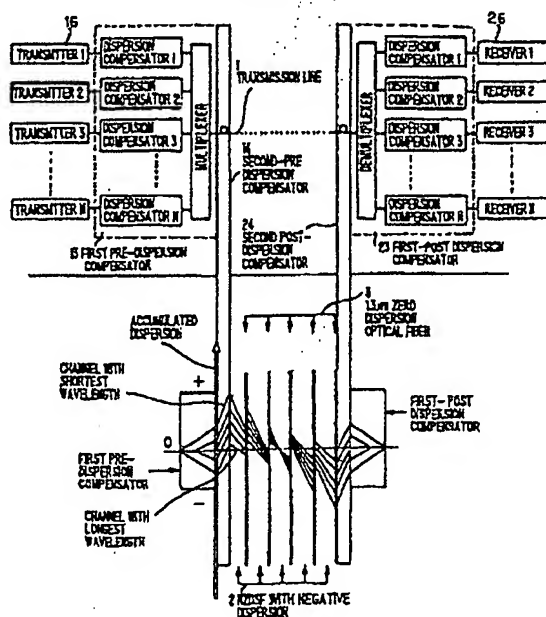 16
26
TRANSMITTER 1
DISPERSION
COMPENSATOR 1
TRANSMITTER 2
DISPERSION
COMPENSATOR 2
TRANSMITTER 3
DISPERSION
COMPENSATOR 3
TRANSMITTER N
DISPERSION
COMPENSATOR N
MULTIPLEXER
15 FIRST PRE-DISPERSION
COMPENSATOR
1
TRANSMISSION LINE
14
SECOND-PRE
DISPERSION
COMPENSATOR
24
SECOND POST-
DISPERSION
COMPENSATOR
DEMULTIPLEXER
DISPERSION
COMPENSATOR 1
RECEIVER 1
DISPERSION
COMPENSATOR 2
RECEIVER 2
DISPERSION
COMPENSATOR 3
RECEIVER 3
DISPERSION
COMPENSATOR N
RECEIVER N
23 FIRST-POST DISPERSION
COMPENSATOR
ACCUMULATED
DISPERSION
+
CHANNEL WITH
SHORTEST
WAVELENGTH
0
FIRST PRE-
DISPERSION
COMPENSATOR
-
CHANNEL WITH
LONGEST
WAVELENGTH
1.3μm ZERO
DISPERSION
OPTICAL FIBER
FIRST-POST
DISPERSION
COMPENSATOR
2 NZDSF WITH NEGATIVE
DISPERSION